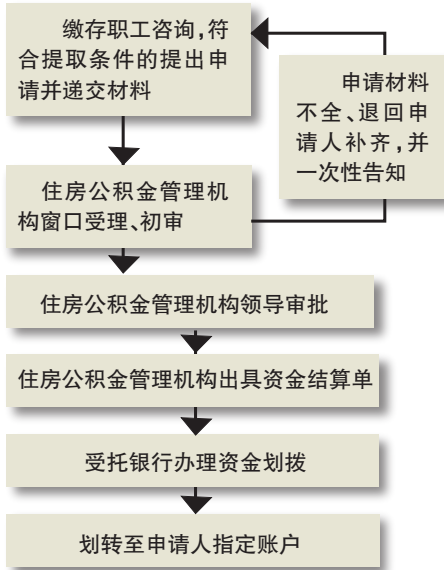 缴存职工咨询,符
合提取条件的提出申
请并递交材料
申请材料
不全、退回申
请人补齐,并
一次性告知
住房公积金管理机
构窗口受理、初审
住房公积金管理机构领导审批
住房公积金管理机构出具资金结算单
受托银行办理资金划拨
划转至申请人指定账户